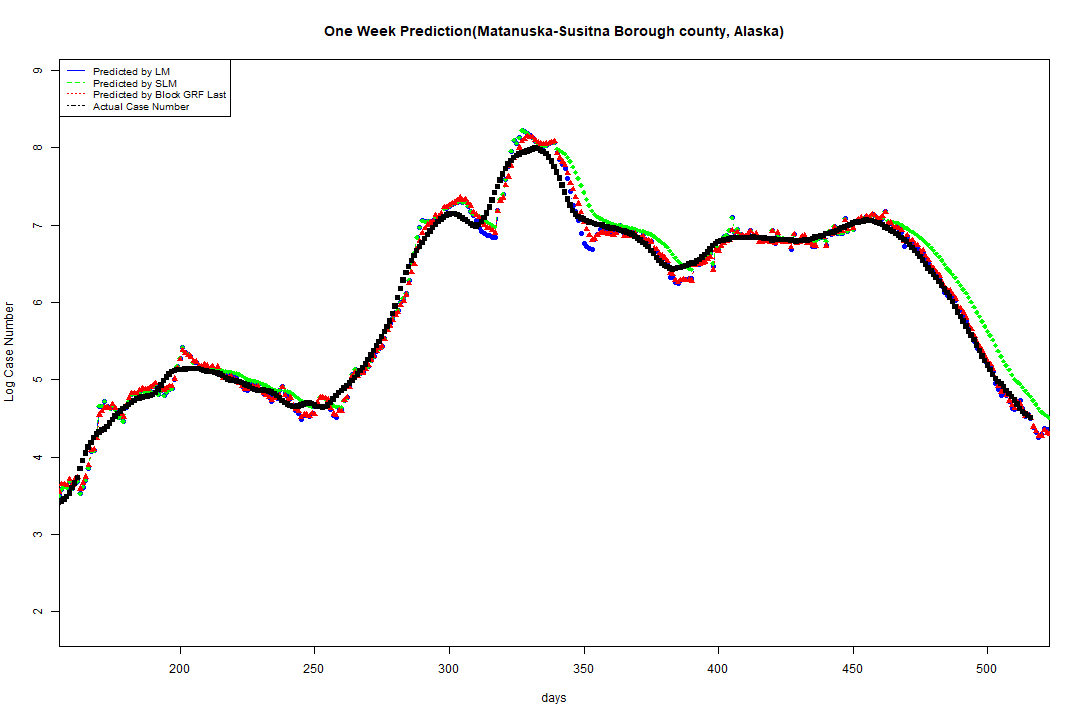 One Week Prediction(Matanuska-Susitna Borough county, Alaska)
Predicted by LM
Predicted by SLM
Predicted by Block GRF Last
Actual Case Number
9
8
7
6
5
4
3
2
Log Case Number
200 250 300 350 400 450 500
days